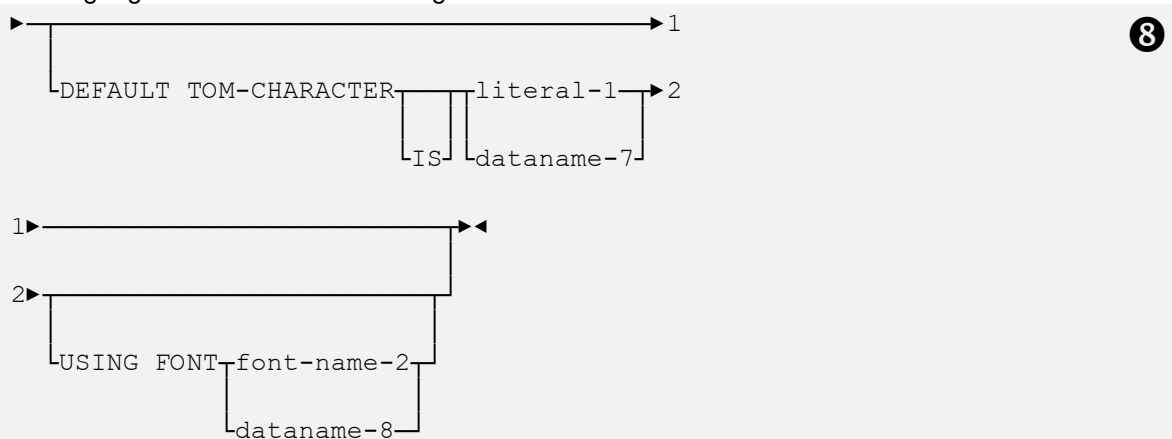 1
❽
DEFAULT TOM-CHARACTER literal-1 2
IS dataname-7
1
2
USING FONT font-name-2
dataname-8